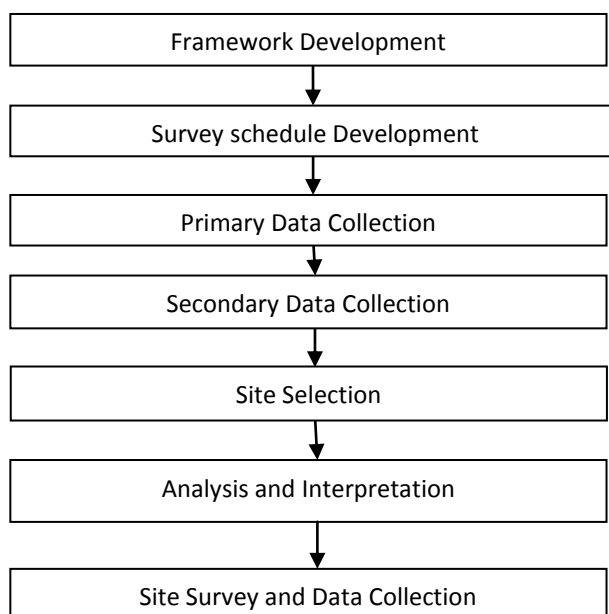 Framework Development
Survey schedule Development
Primary Data Collection
Secondary Data Collection
Site Selection
Analysis and Interpretation
Site Survey and Data Collection